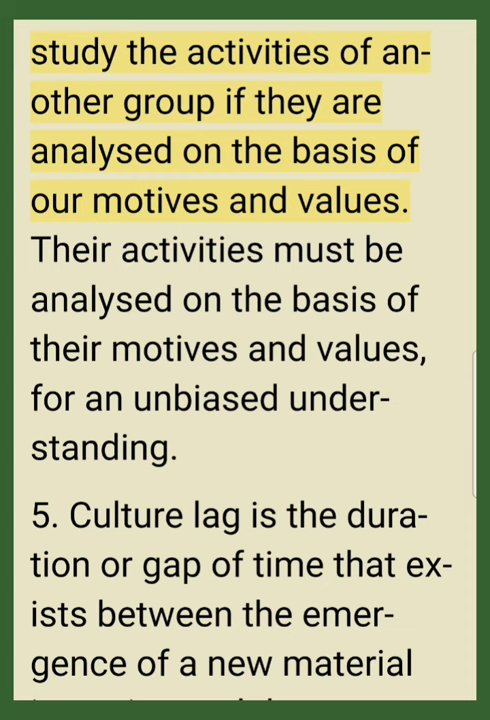 study the activities of an-
other group if they are
analysed on the basis of
our motives and values.
Their activities must be
analysed on the basis of
their motives and values,
for an unbiased under-
standing.
5. Culture lag is the dura-
tion or gap of time that ex-
ists between the emer-
gence of a new material